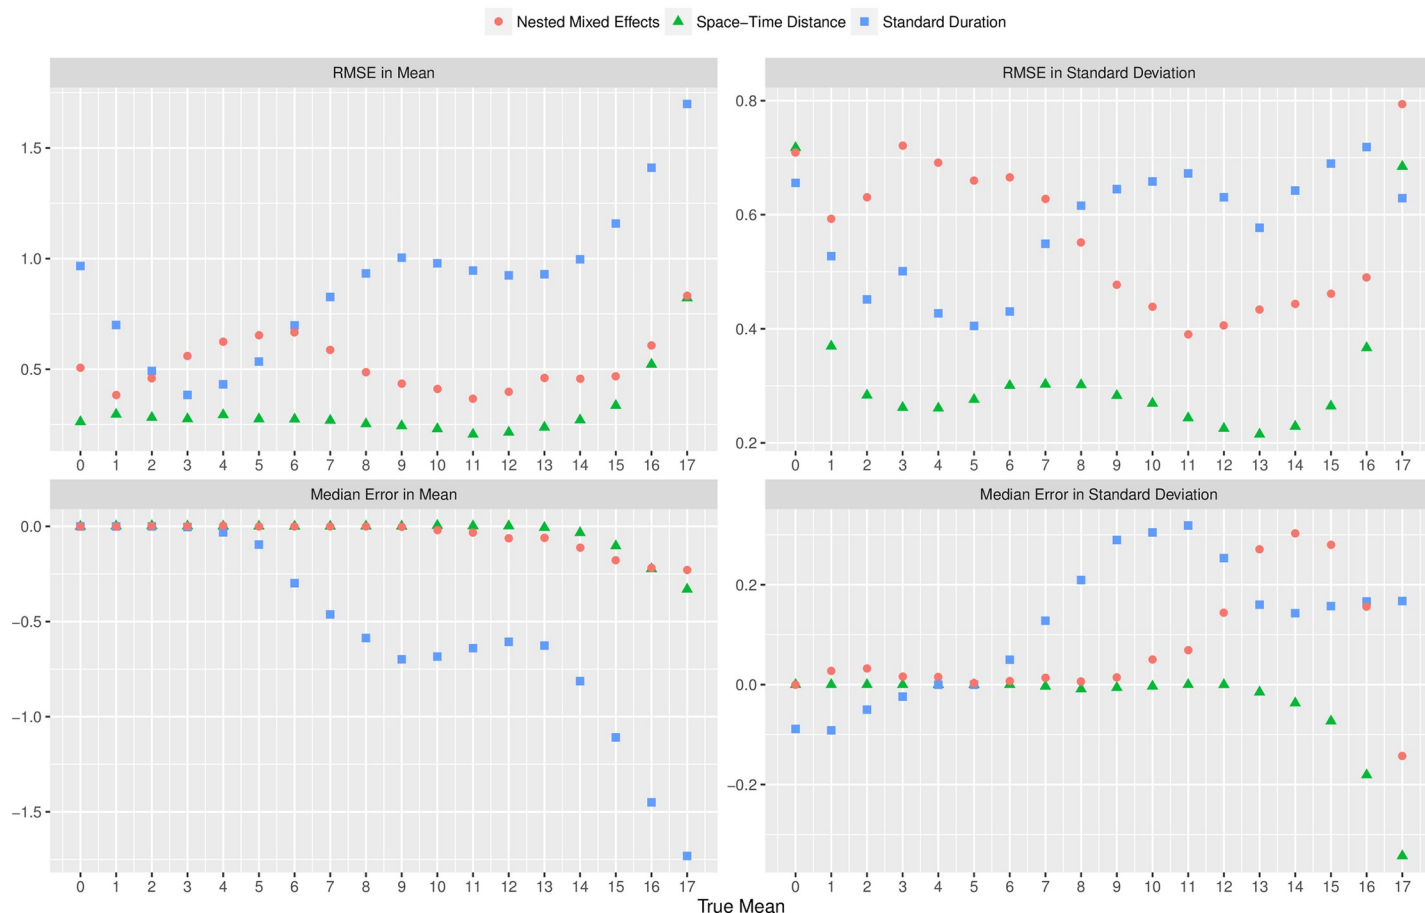 Nested Mixed Effects Space−Time Distance Standard Duration
RMSE in Mean
1.5
1.0
0.5
0 1 2 3 4 5 6 7 8 9 10 11 12 13 14 15 16 17
RMSE in Standard Deviation
0.8
0.6
0.4
0.2
0 1 2 3 4 5 6 7 8 9 10 11 12 13 14 15 16 17
Median Error in Mean
0.0
−0.5
−1.0
−1.5
0 1 2 3 4 5 6 7 8 9 10 11 12 13 14 15 16 17
Median Error in Standard Deviation
0.2
0.0
−0.2
0 1 2 3 4 5 6 7 8 9 10 11 12 13 14 15 16 17
True Mean